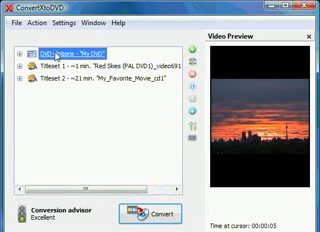 ConvertXtoDVD
File Action Settings Window Help
DVD Options - "My DVD"
Titleset 1 - ~1 min. "Red Skies (PAL DVD1)_video691
Titleset 2 - ~21 min. "My_Favorite_Movie_cd1"
Video Preview
Conversion advisor
Excellent
Convert
Time at cursor: 00:00:05